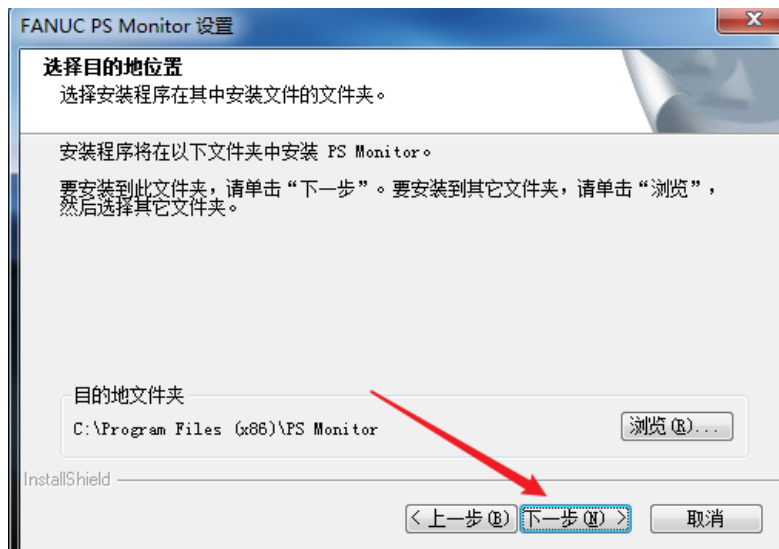 FANUC PS Monitor 设置
选择目的地位置
选择安装程序在其中安装文件的文件夹。
安装程序将在以下文件夹中安装 PS Monitor。
要安装到此文件夹，请单击“下一步”。要安装到其它文件夹，请单击“浏览”，
然后选择其它文件夹。
目的地文件夹
C:\Program Files (x86)\PS Monitor
浏览(R)...
InstallShield
< 上一步(B)
下一步(N) >
取消